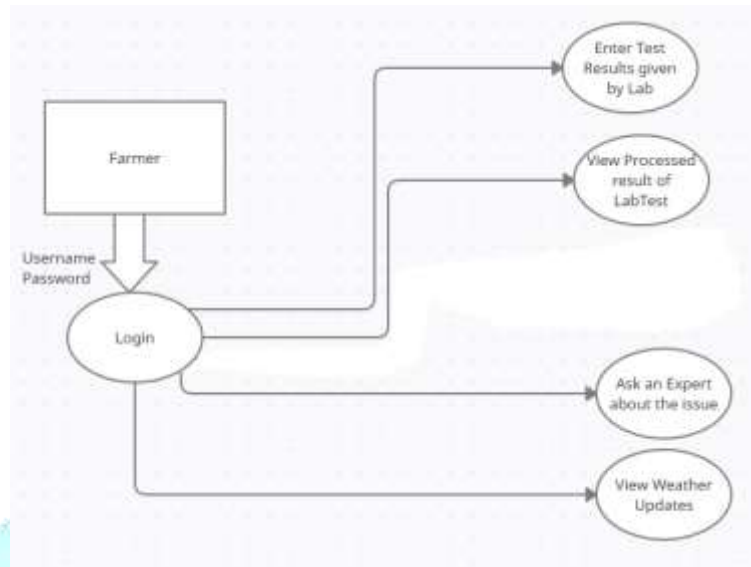 Enter Test
Results given
by Lab
Farmer
View Processed
result of
LabTest
Username
Password
Login
Ask an Expert
about the issue
View Weather
Updates